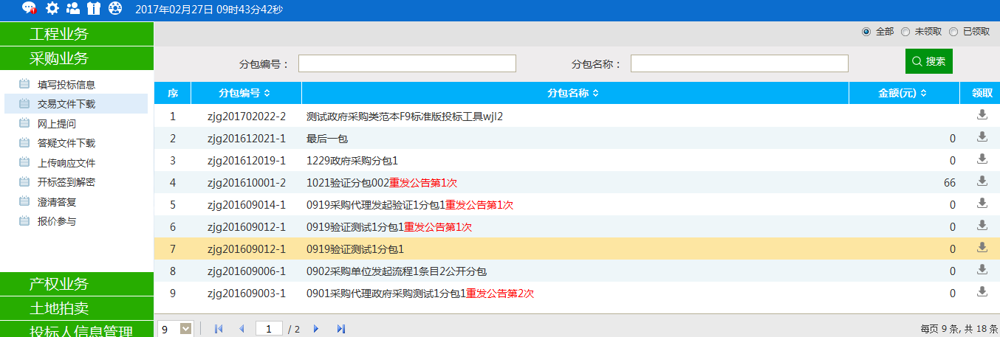 2017年02月27日 09时43分42秒
工程业务
采购业务
填写投标信息
交易文件下载
网上提问
答疑文件下载
上传响应文件
开标签到解密
澄清答复
报价参与
产权业务
土地拍卖
投标人信息管理
全部 未领取 已领取
分包编号： 分包名称： 搜索
序 分包编号 分包名称 金额(元) 领取
1 zjg201702022-2 测试政府采购类范本F9标准版投标工具wjl2
2 zjg201612021-1 最后一包 0
3 zjg201612019-1 1229政府采购分包1 0
4 zjg201610001-2 1021验证分包002重发公告第1次 66
5 zjg201609014-1 0919采购代理发起验证1分包1重发公告第1次 0
6 zjg201609012-1 0919验证测试1分包1重发公告第1次 0
7 zjg201609012-1 0919验证测试1分包1 0
8 zjg201609006-1 0902采购单位发起流程1条目2公开分包 0
9 zjg201609003-1 0901采购代理政府采购测试1分包1重发公告第2次 0
9 1 / 2 每页 9 条, 共 18 条